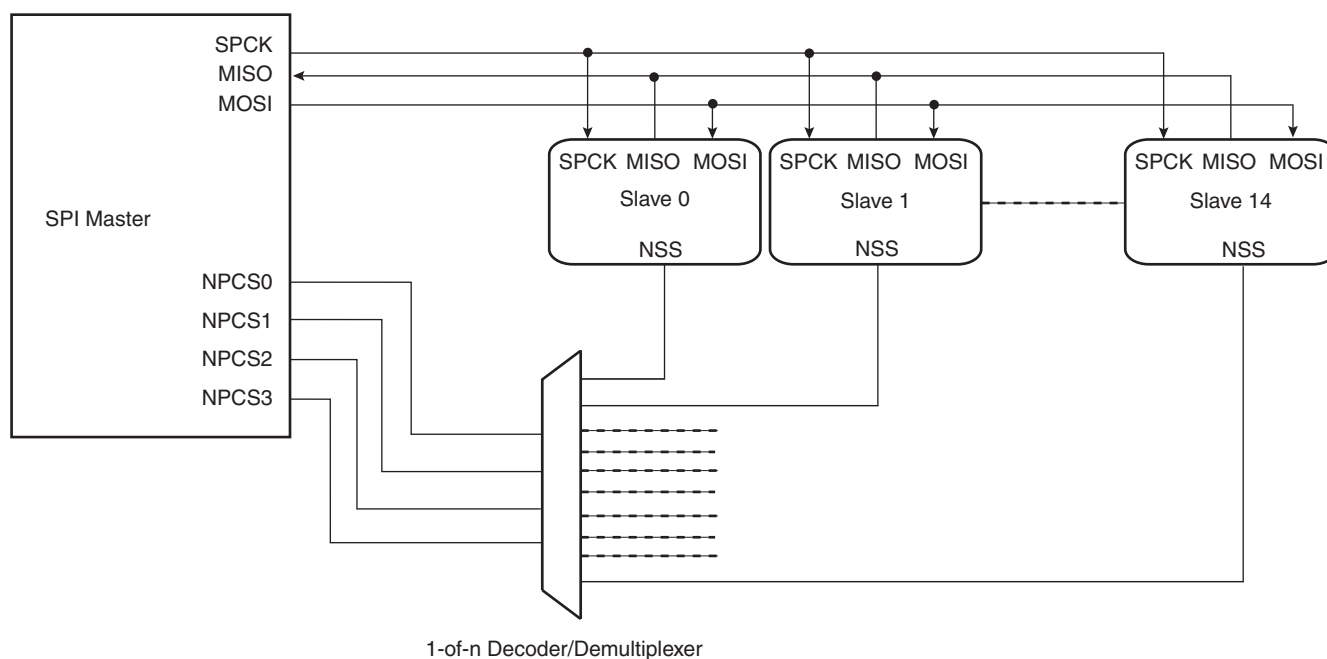 SPCK
MISO
MOSI
SPI Master
NPCS0
NPCS1
NPCS2
NPCS3
SPCK MISO MOSI
Slave 0
NSS
SPCK MISO MOSI
Slave 1
NSS
SPCK MISO MOSI
Slave 14
NSS
1-of-n Decoder/Demultiplexer